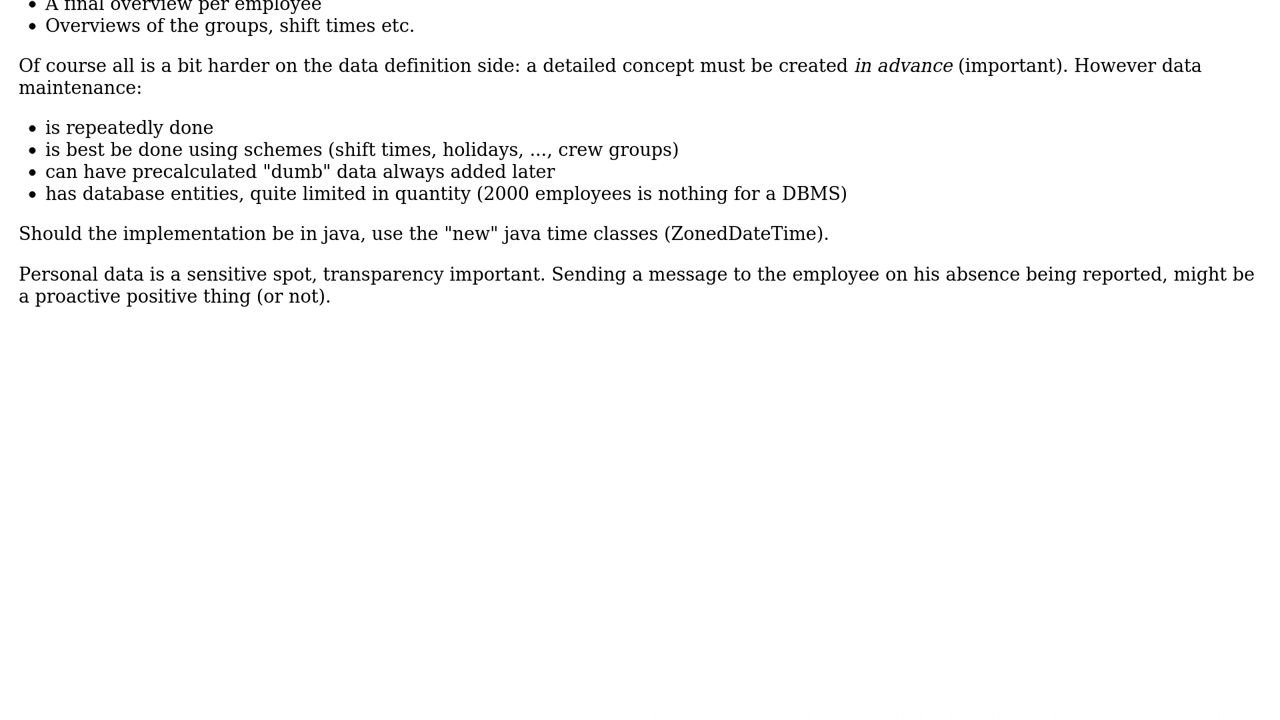 • A final overview per employee
• Overviews of the groups, shift times etc.
Of course all is a bit harder on the data definition side: a detailed concept must be created in advance (important). However data
maintenance:
• is repeatedly done
• is best be done using schemes (shift times, holidays, ..., crew groups)
• can have precalculated "dumb" data always added later
• has database entities, quite limited in quantity (2000 employees is nothing for a DBMS)
Should the implementation be in java, use the "new" java time classes (ZonedDateTime).
Personal data is a sensitive spot, transparency important. Sending a message to the employee on his absence being reported, might be
a proactive positive thing (or not).